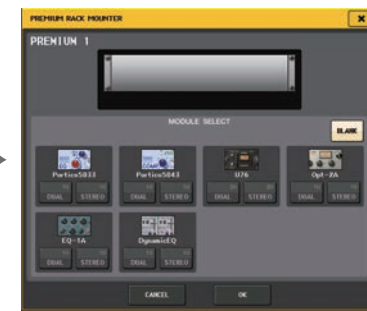 PREMIUM RACK MOUNTER
PREMIUM 1
MODULE SELECT
BLANK
Portico5033 Portico5043 U76 Opt-2A
DUAL STEREO DUAL STEREO DUAL STEREO DUAL STEREO
EQ-1A DynamicEQ
DUAL STEREO DUAL STEREO
CANCEL OK